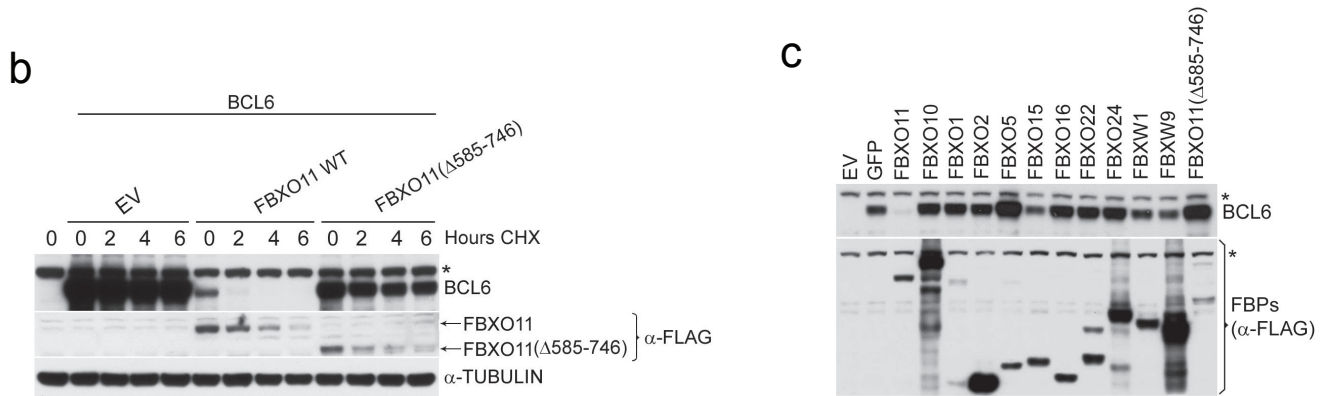 b
BCL6
EV
FBXO11 WT
FBXO11(Δ585-746)
0 0 2 4 6 0 2 4 6 0 2 4 6 Hours CHX
*
BCL6
FBXO11
FBXO11(Δ585-746)
α-FLAG
α-TUBULIN
c
EV
GFP
FBXO11
FBXO10
FBXO1
FBXO2
FBXO5
FBXO15
FBXO16
FBXO22
FBXO24
FBXW1
FBXW9
FBXO11(Δ585-746)
*
BCL6
*
FBPs
(α-FLAG)